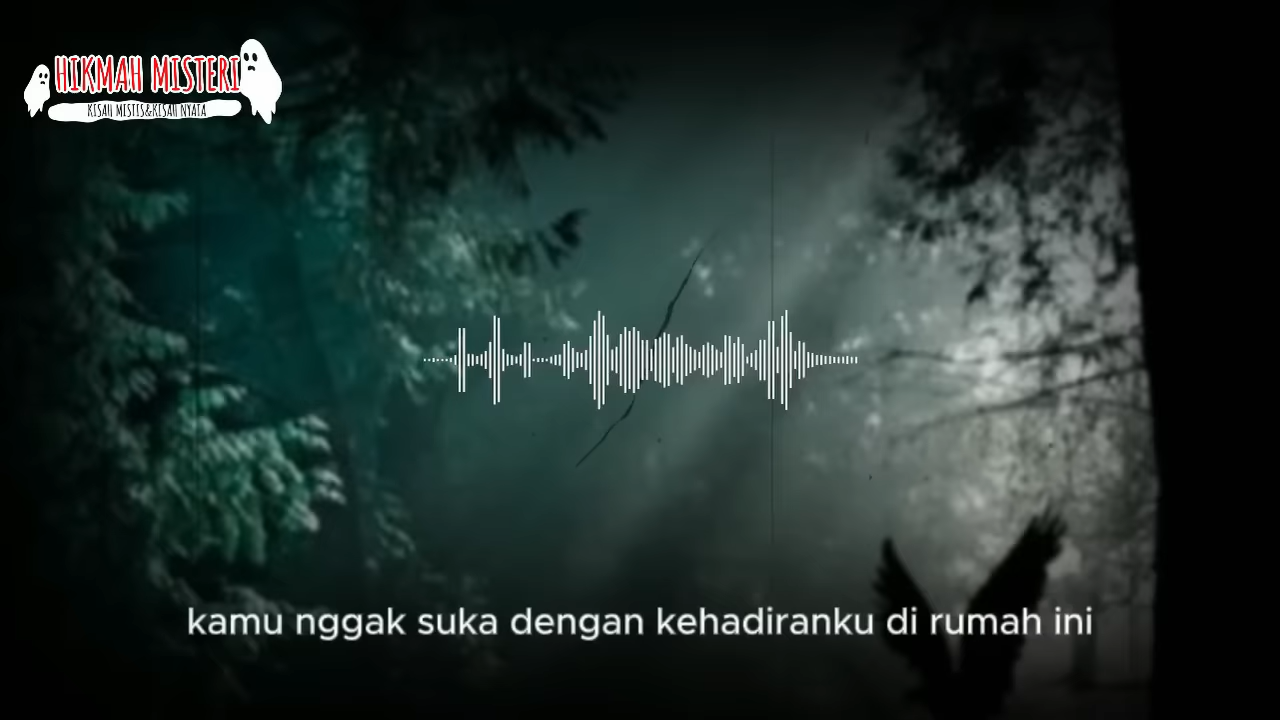 HIKMAH MISTERI
KISAH MISTIS&KISAH NYATA
kamu nggak suka dengan kehadiranku di rumah ini